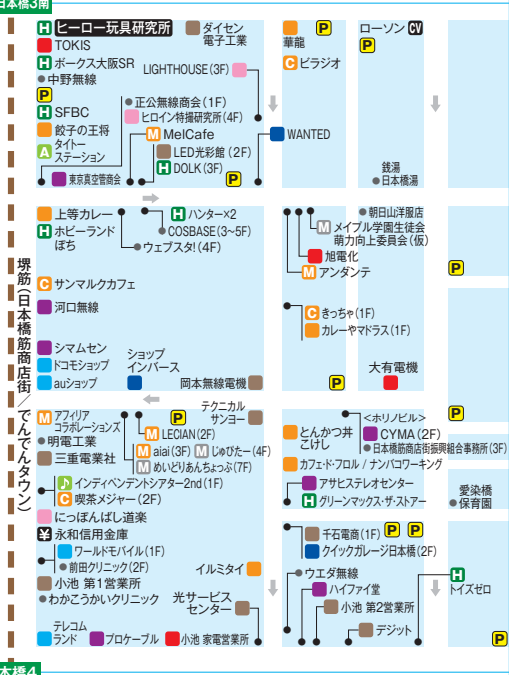 日本橋3南
H ヒーロー玩具研究所
TOKIS
H ボークス大阪SR
中野無線
P
H SFBC
餃子の王将
A タイトー
ステーション
東京真空管商会
ダイセン
電子工業
LIGHTHOUSE(3F)
正公無線商会(1F)
ヒロイン特撮研究所(4F)
M MelCafe
LED光彩館(2F)
H DOLK(3F)
P
P
華龍
C ビラジオ
WANTED
ローソン CV
P
銭湯
日本橋湯
上等カレー
H ホビーランド
ぽち
H ハンター×2
COSBASE(3~5F)
ウェブスタ!(4F)
C サンマルクカフェ
河口無線
シマムセン
ドコモショップ
auショップ
ショップ
インバース
岡本無線電機
朝日山洋服店
M メイプル学園生徒会
萌力向上委員会(仮)
旭電化
M アンダンテ
C きっちゃ(1F)
カレーヤマドラス(1F)
P
大有電機
P
堺筋(日本橋筋商店街/でんでんタウン)
M アフィリア
コラボレーションズ
明電工業
三重電業社
P
テクニカル
サンヨー
M LECIAN(2F)
M aiai(3F) M じゅびたー(4F)
M めいどりあんちょっぷ(7F)
インディペンデントシアター2nd(1F)
C 喫茶メジャー(2F)
にっぽんばし道楽
¥ 永和信用金庫
ワールドモバイル(1F)
前田クリニック(2F)
イルミタイ
小池 第1営業所
わかこうかいクリニック
光サービス
センター
テレコム
ランド
プロケーブル
小池 家電営業所
とんかつ丼
こけし
<ホリノビル>
CYMA(2F)
日本橋筋商店街振興組合事務所(3F)
カフェ・ド・フロル / ナンバコワーキング
アサヒステレオセンター
H グリーンマックス・ザ・ストアー
P
愛染橋
保育園
千石電商(1F) P P
クイックガレージ日本橋(2F)
ウエダ無線
ハイファイ堂
小池 第2営業所
デジット
H
トイズゼロ
P
本橋4